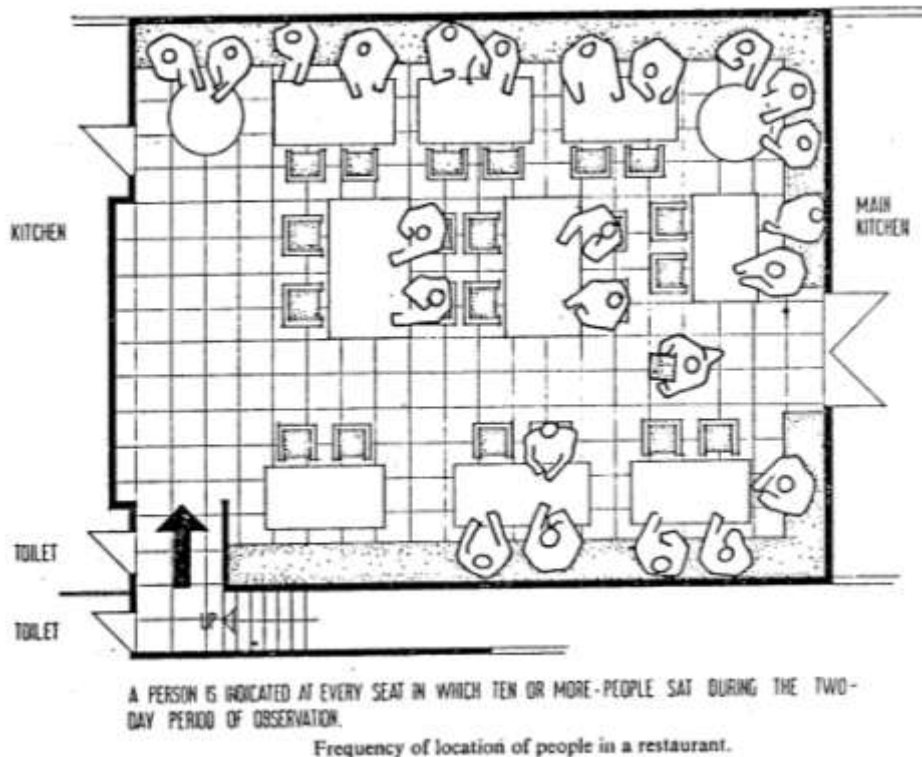 KITCHEN
MAIN
KITCHEN
TOILET
TOILET
UP
A PERSON IS INDICATED AT EVERY SEAT IN WHICH TEN OR MORE-PEOPLE SAT DURING THE TWO-
DAY PERIOD OF OBSERVATION.
Frequency of location of people in a restaurant.